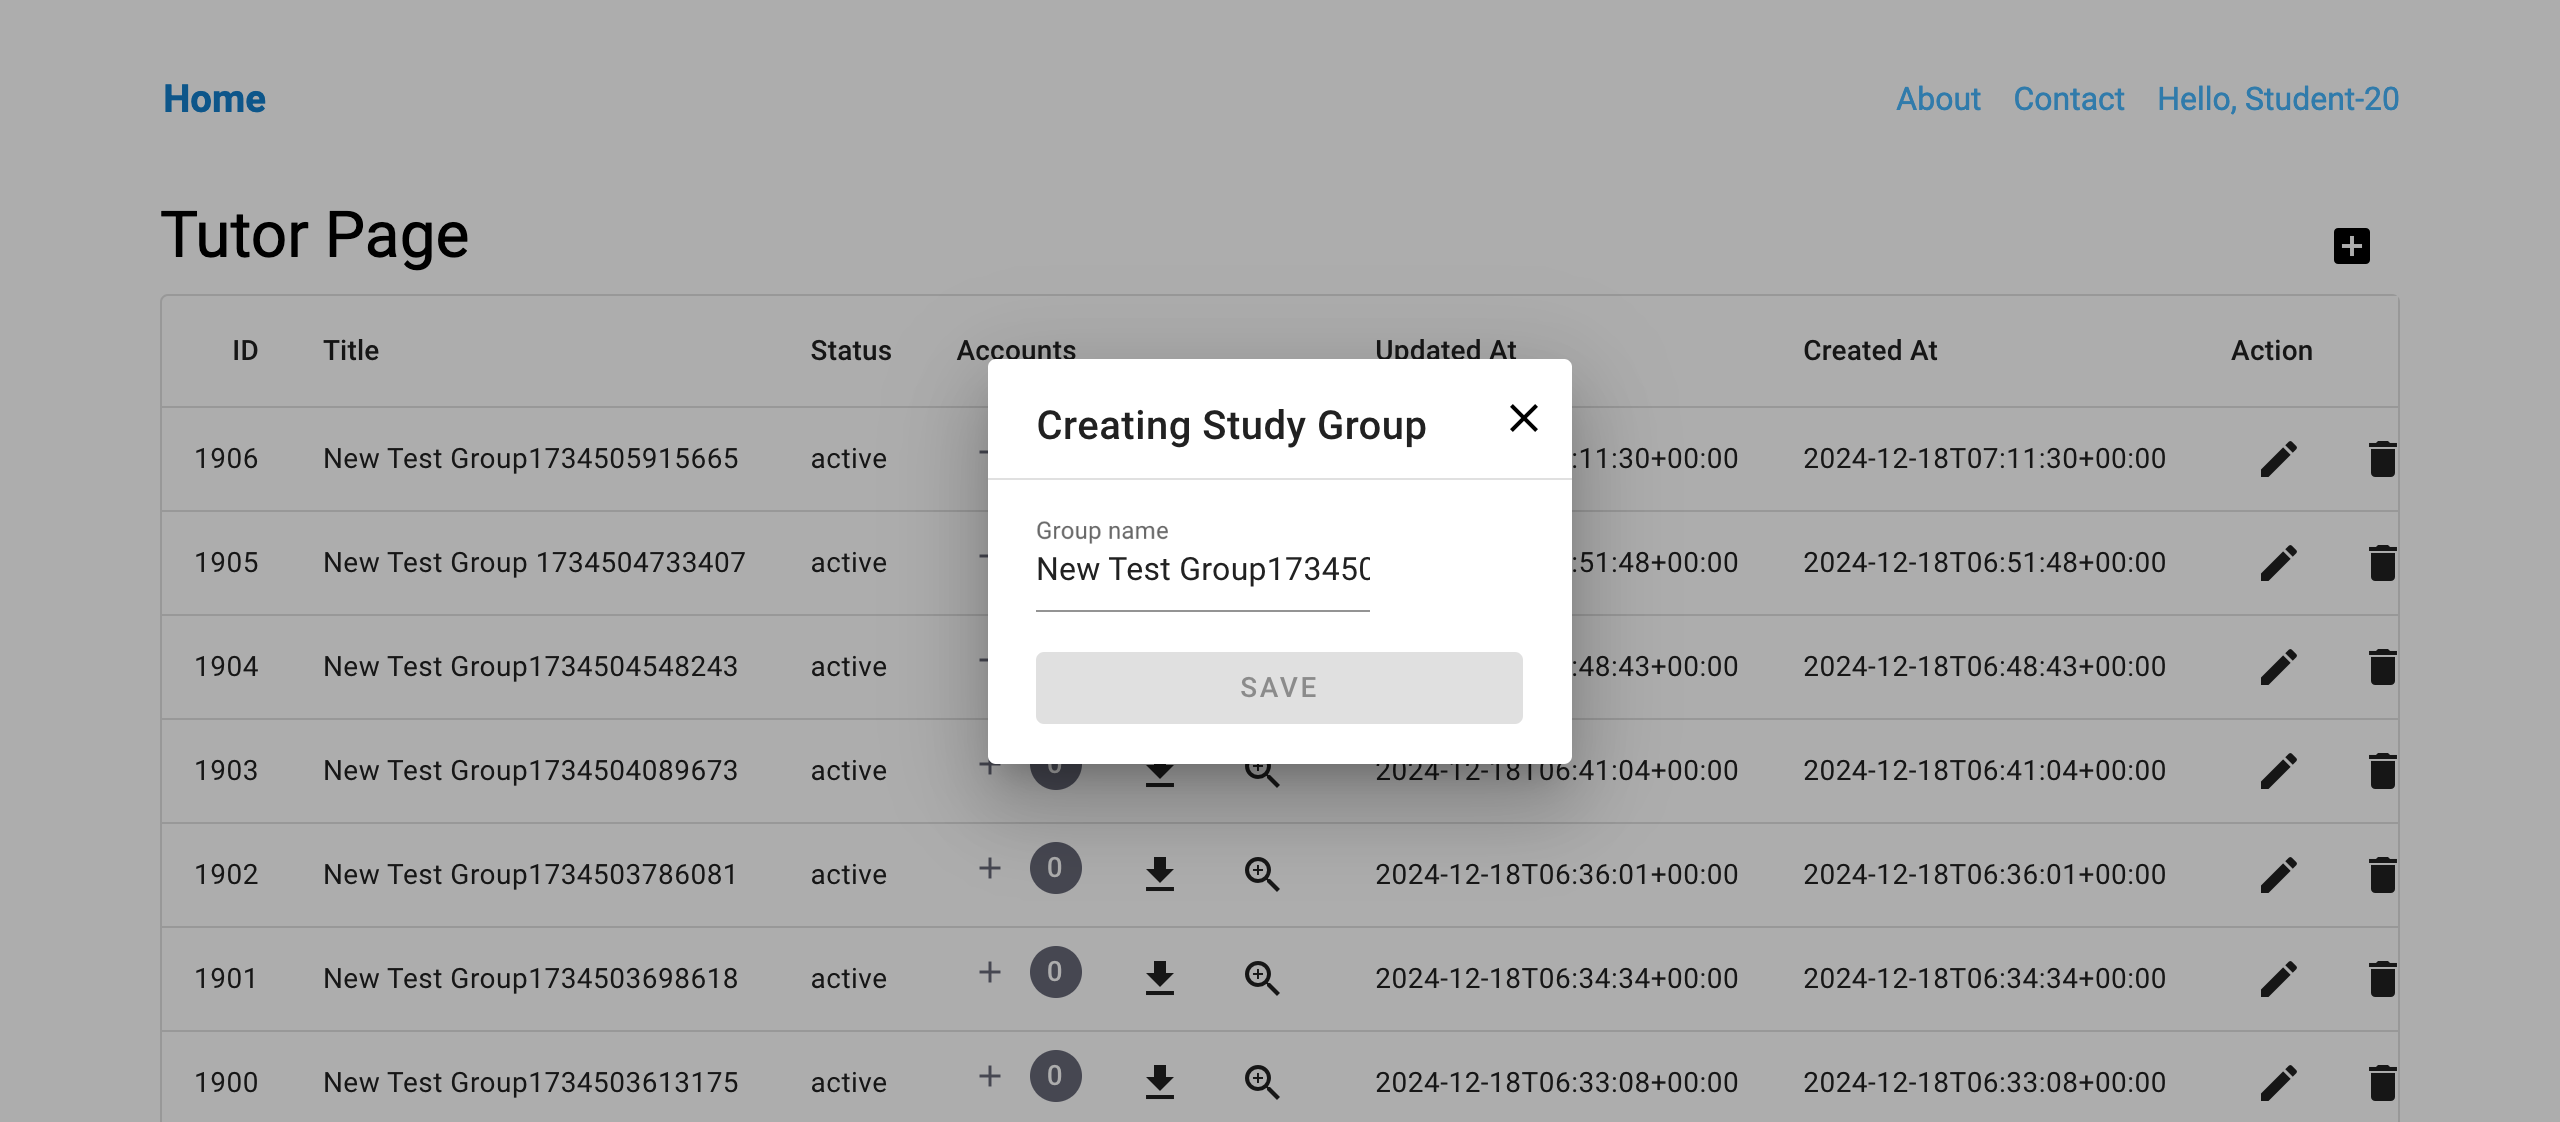 Home About Contact Hello, Student-20
Tutor Page
ID Title Status Accounts Updated At Created At Action
Creating Study Group
1906 New Test Group1734505915665 active :11:30+00:00 2024-12-18T07:11:30+00:00
Group name
1905 New Test Group 1734504733407 active :51:48+00:00 2024-12-18T06:51:48+00:00
New Test Group173450
1904 New Test Group1734504548243 active :48:43+00:00 2024-12-18T06:48:43+00:00
SAVE
1903 New Test Group1734504089673 active 0 2024-12-18T06:41:04+00:00 2024-12-18T06:41:04+00:00
1902 New Test Group1734503786081 active 0 2024-12-18T06:36:01+00:00 2024-12-18T06:36:01+00:00
1901 New Test Group1734503698618 active 0 2024-12-18T06:34:34+00:00 2024-12-18T06:34:34+00:00
1900 New Test Group1734503613175 active 0 2024-12-18T06:33:08+00:00 2024-12-18T06:33:08+00:00